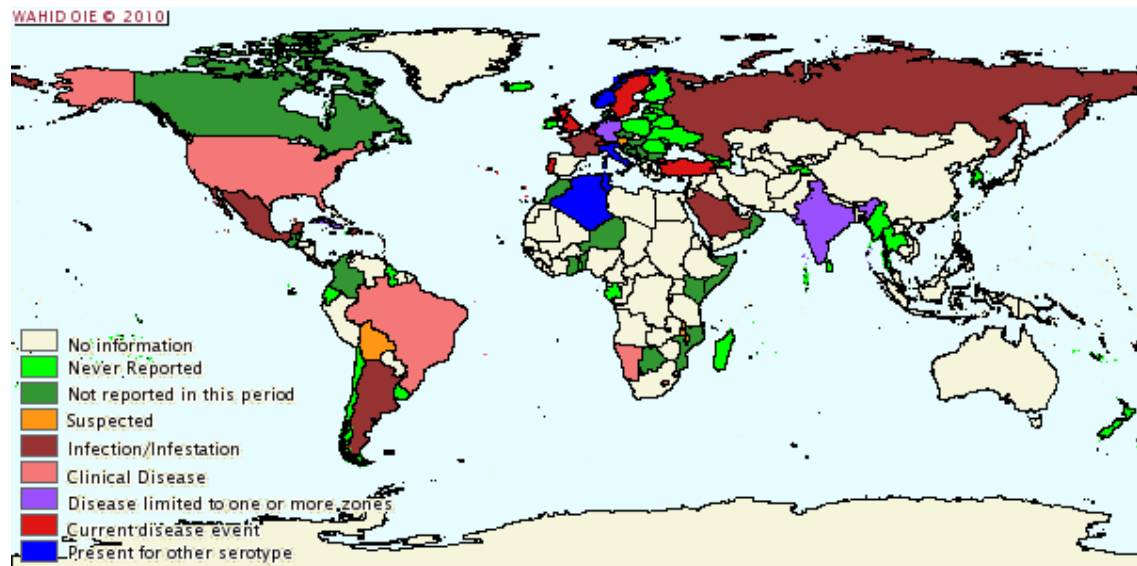 WAHID OIE © 2010
No information
Never Reported
Not reported in this period
Suspected
Infection/Infestation
Clinical Disease
Disease limited to one or more zones
Current disease event
Present for other serotype